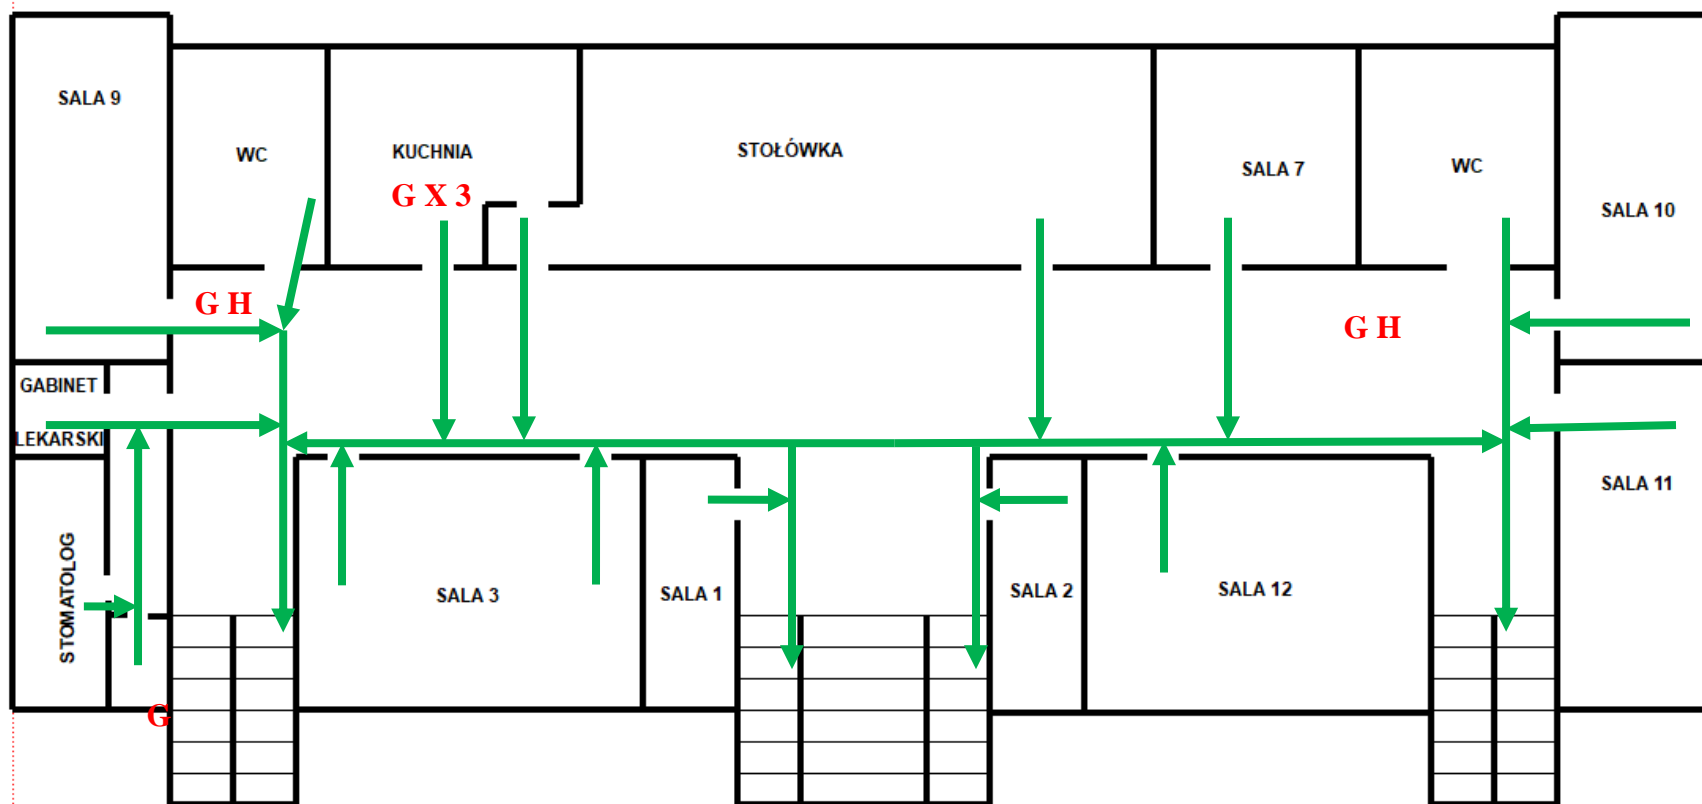 SALA 9
WC
KUCHNIA
STOŁÓWKA
SALA 7
WC
SALA 10
G X 3
G H
G H
GABINET
LEKARSKI
STOMATOLOG
SALA 3
SALA 1
SALA 2
SALA 12
SALA 11
G